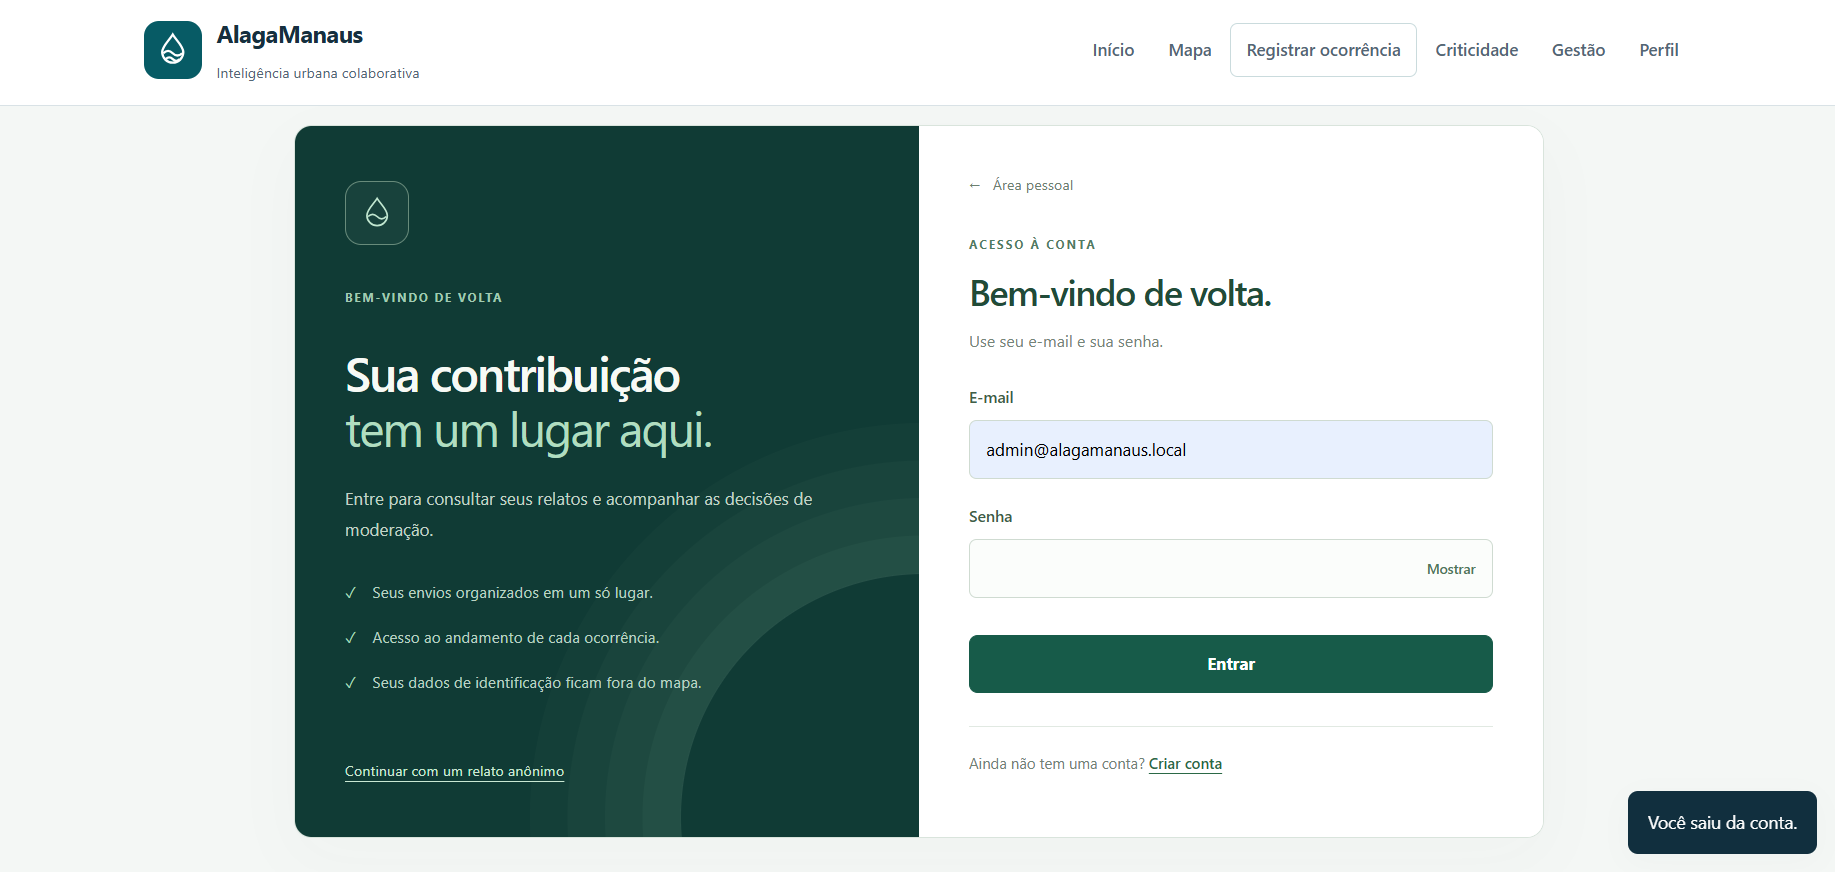 AlagaManaus
Inteligência urbana colaborativa
Início
Mapa
Registrar ocorrência
Criticidade
Gestão
Perfil
BEM-VINDO DE VOLTA
Sua contribuição
tem um lugar aqui.
Entre para consultar seus relatos e acompanhar as decisões de
moderação.
✓ Seus envios organizados em um só lugar.
✓ Acesso ao andamento de cada ocorrência.
✓ Seus dados de identificação ficam fora do mapa.
Continuar com um relato anônimo
← Área pessoal
ACESSO À CONTA
Bem-vindo de volta.
Use seu e-mail e sua senha.
E-mail
admin@alagamanaus.local
Senha
Mostrar
Entrar
Ainda não tem uma conta? Criar conta
Você saiu da conta.